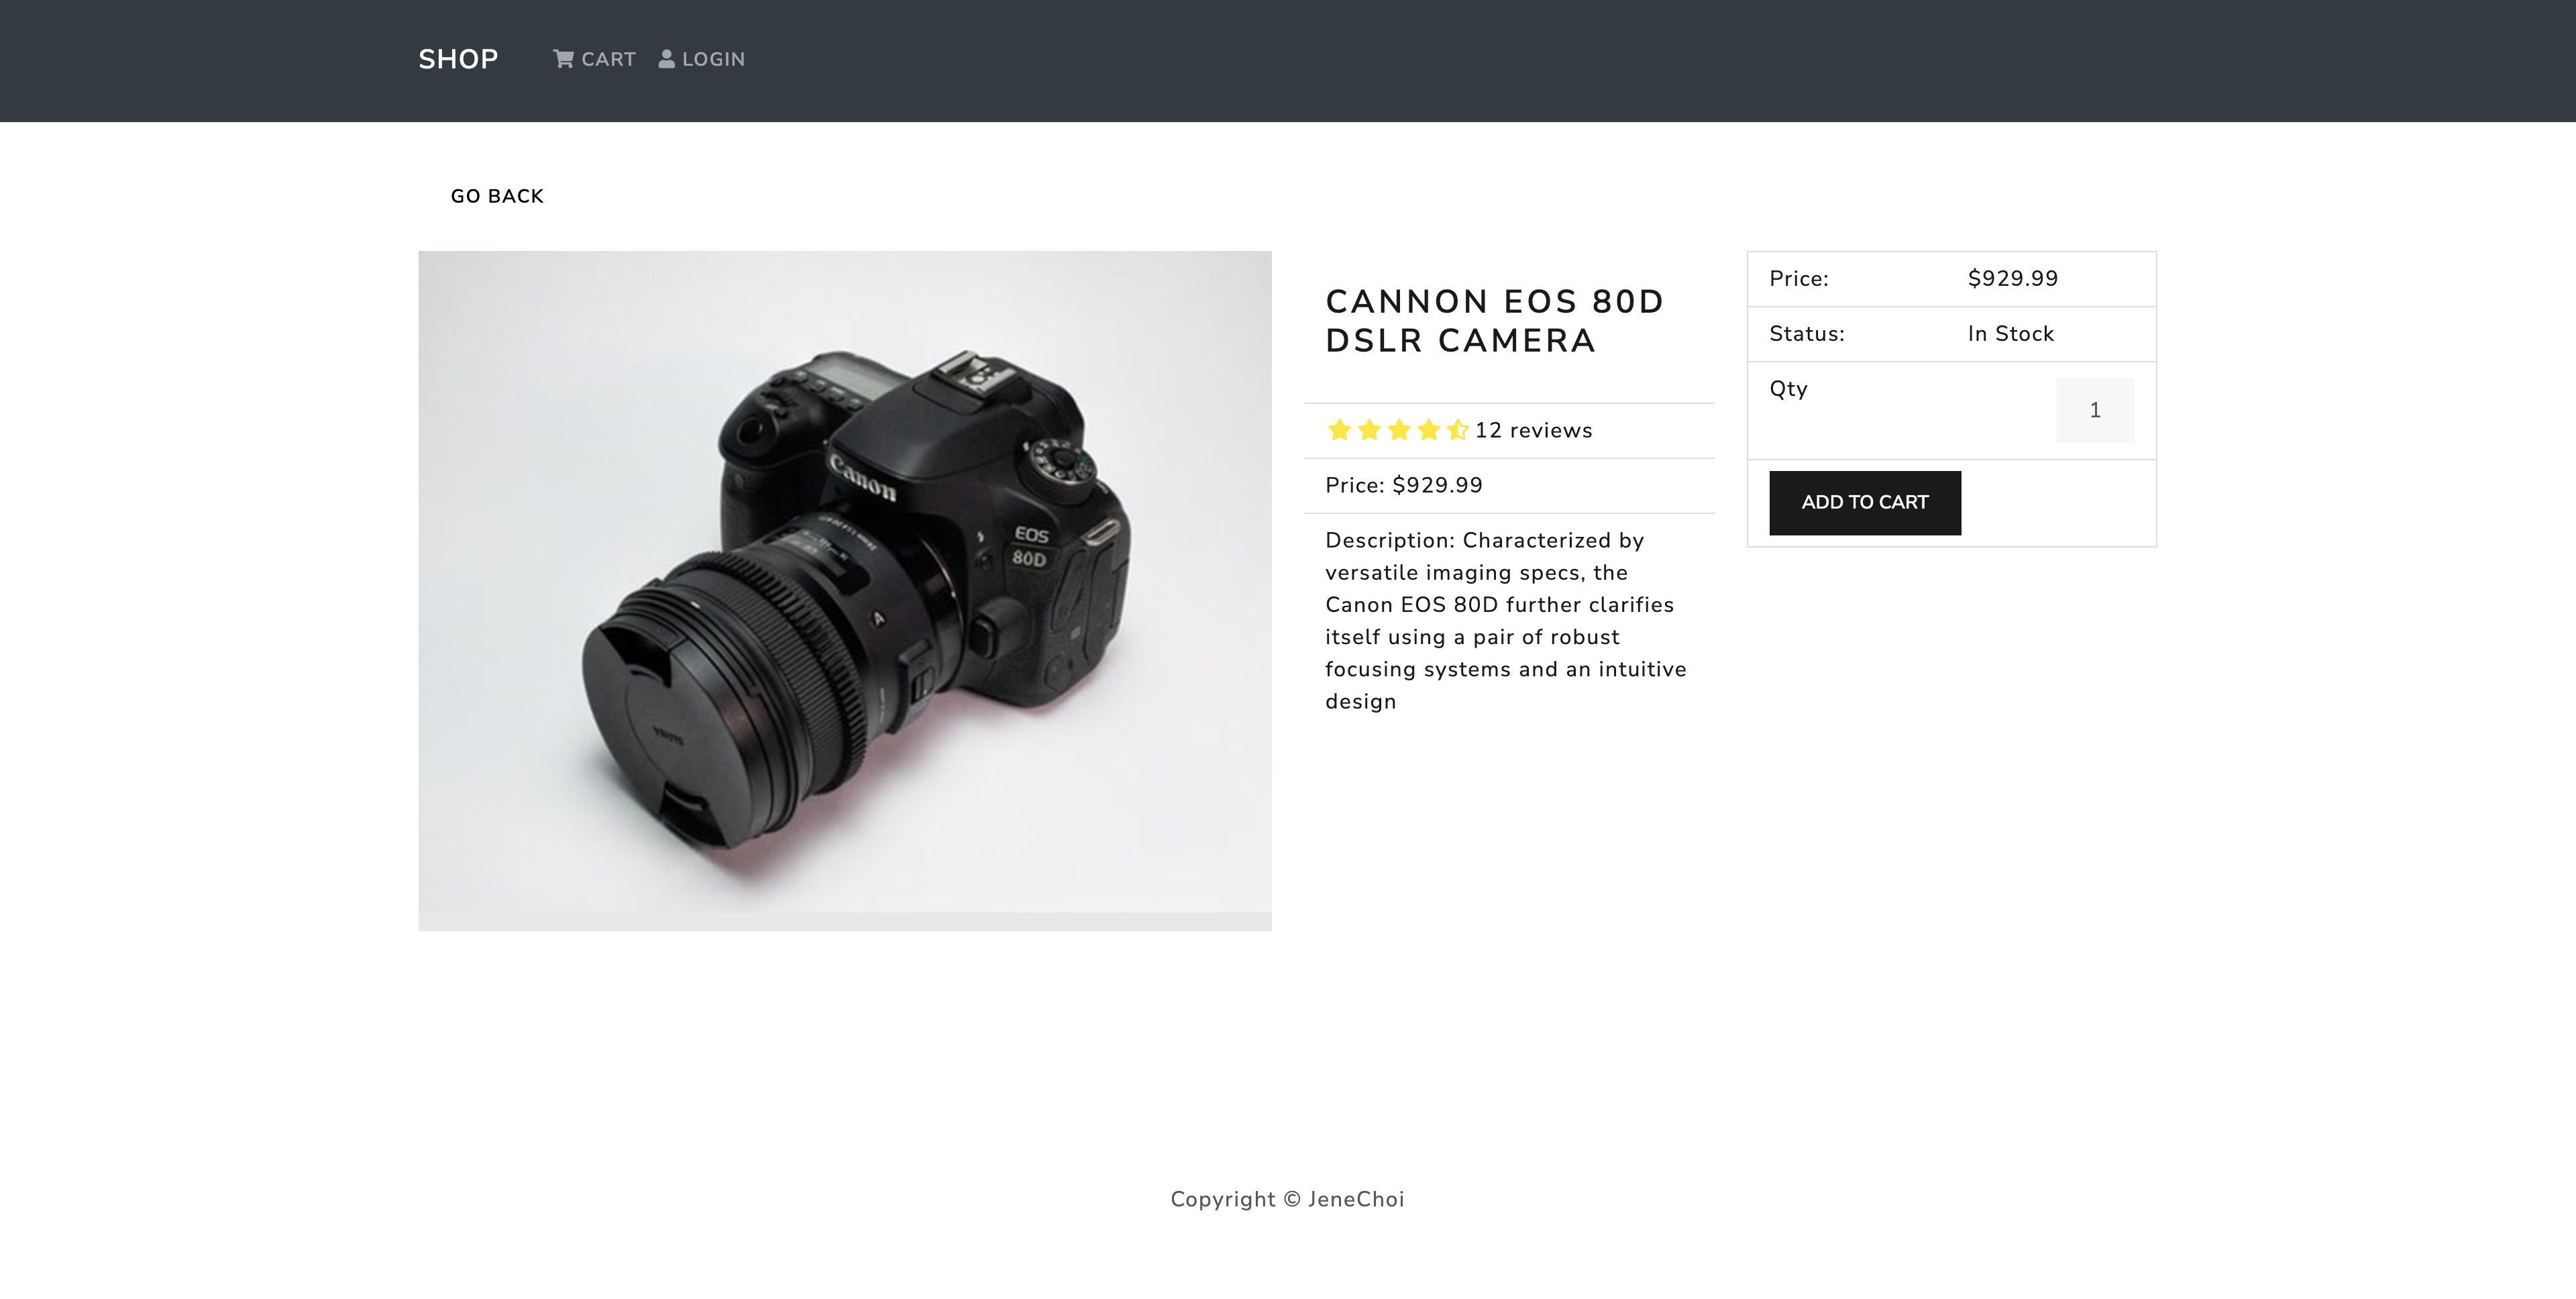 SHOP
CART
LOGIN
GO BACK
Canon
EOS
80D
A
SIGMA
CANNON EOS 80D
DSLR CAMERA
12 reviews
Price: $929.99
Description: Characterized by
versatile imaging specs, the
Canon EOS 80D further clarifies
itself using a pair of robust
focusing systems and an intuitive
design
Price: $929.99
Status: In Stock
Qty 1
ADD TO CART
Copyright © JeneChoi